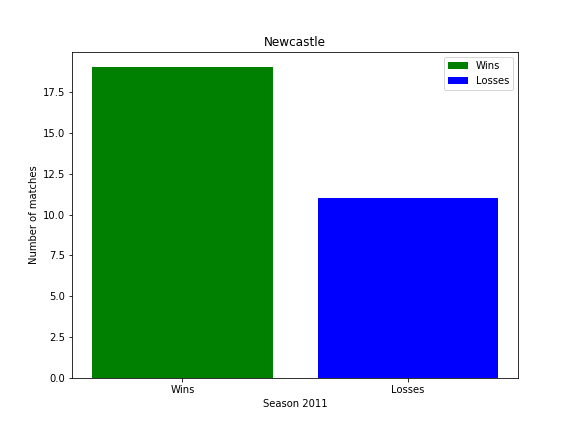 Newcastle
Wins
Losses
Number of matches
17.5
15.0
12.5
10.0
7.5
5.0
2.5
0.0
Wins Losses
Season 2011